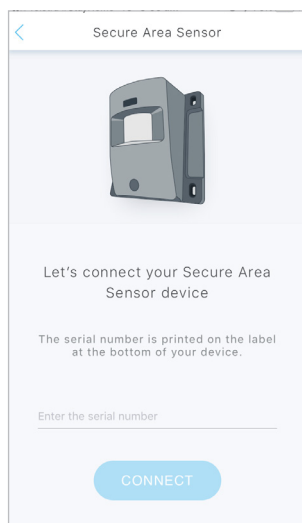 Secure Area Sensor
Let's connect your Secure Area
Sensor device
The serial number is printed on the label
at the bottom of your device.
Enter the serial number
CONNECT